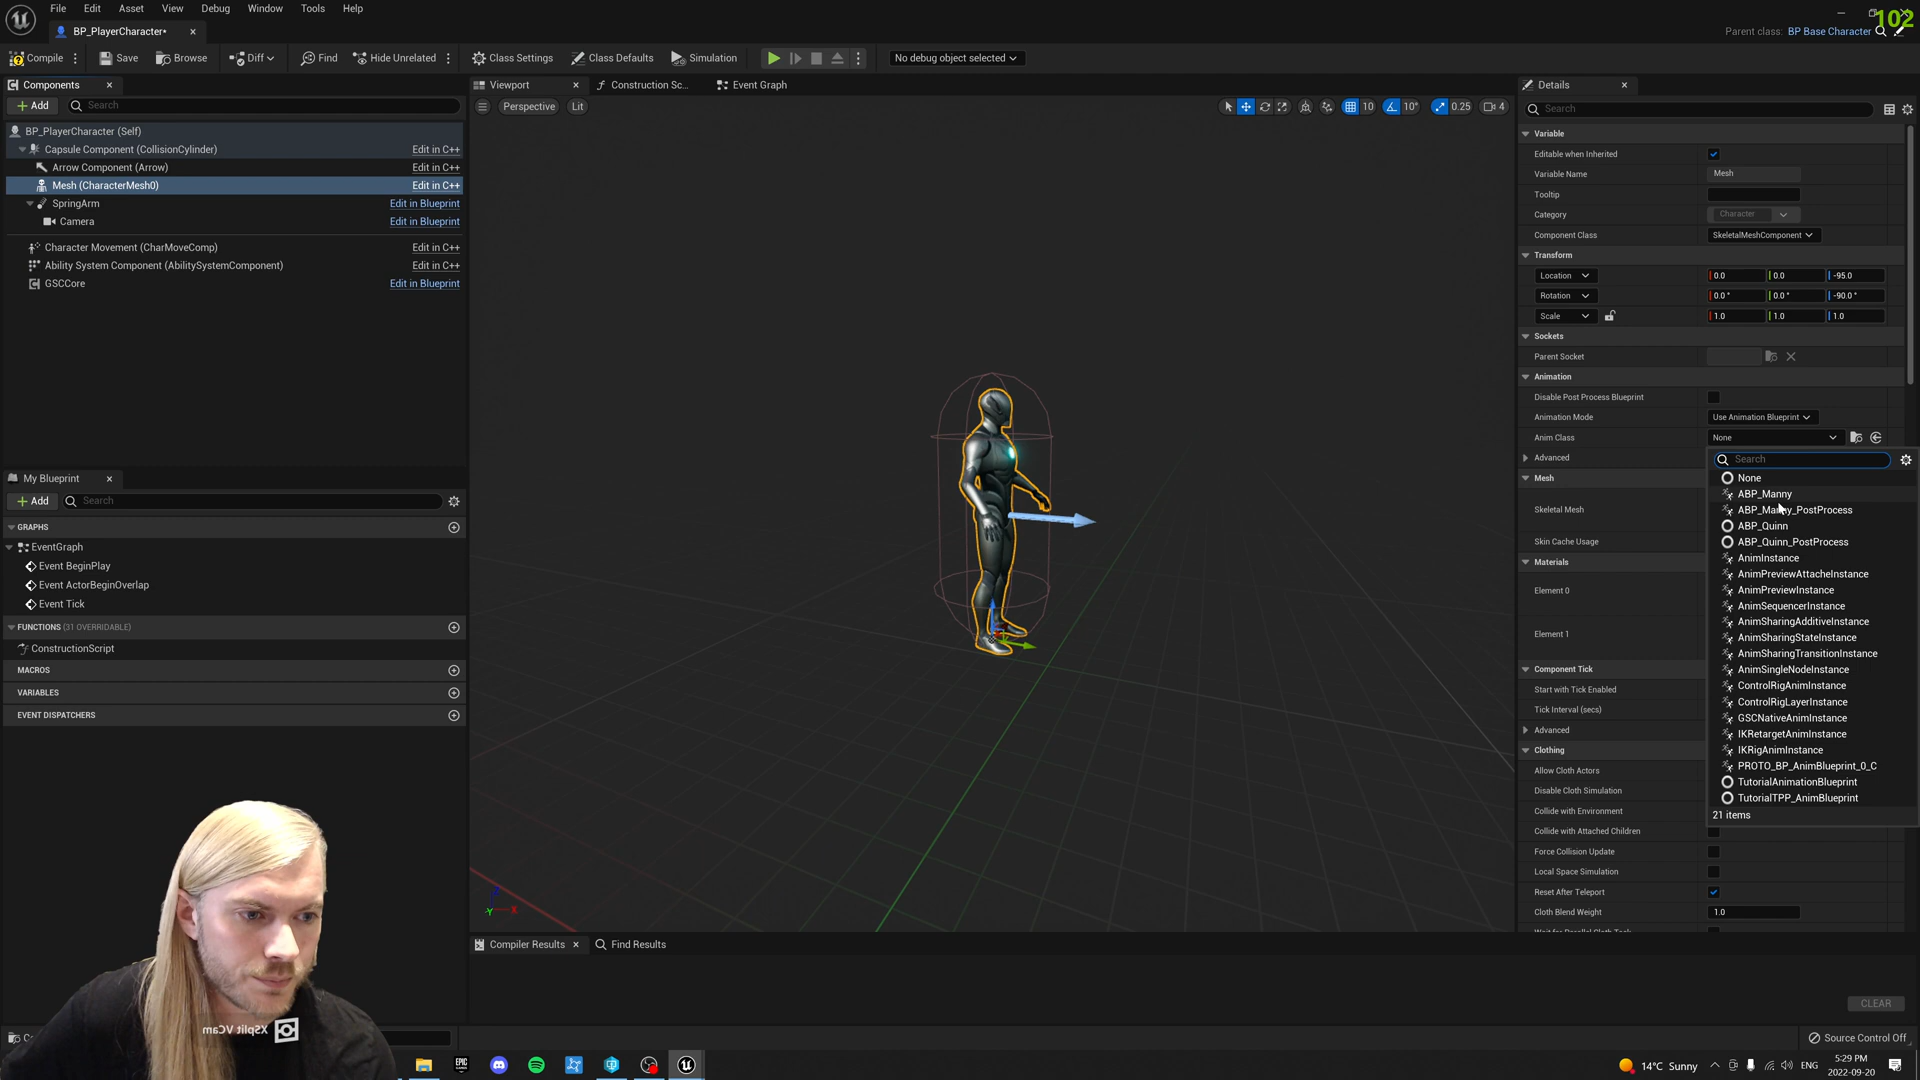 File Edit Asset View Debug Window Tools Help
102
BP_PlayerCharacter*
Parent class: BP Base Character
Compile Save Browse Diff Find Hide Unrelated Class Settings Class Defaults Simulation No debug object selected
Components
Add Search
BP_PlayerCharacter (Self)
Capsule Component (CollisionCylinder) Edit in C++
Arrow Component (Arrow) Edit in C++
Mesh (CharacterMesh0) Edit in C++
SpringArm Edit in Blueprint
Camera Edit in Blueprint
Character Movement (CharMoveComp) Edit in C++
Ability System Component (AbilitySystemComponent) Edit in C++
GSCCore Edit in Blueprint
My Blueprint
Add Search
GRAPHS
EventGraph
Event BeginPlay
Event ActorBeginOverlap
Event Tick
FUNCTIONS (31 OVERRIDABLE)
ConstructionScript
MACROS
VARIABLES
EVENT DISPATCHERS
Viewport Construction Sc... Event Graph
Perspective Lit 10 10° 0.25 4
Y X
Compiler Results Find Results
CLEAR
Details
Search
Variable
Editable when Inherited
Variable Name Mesh
Tooltip
Category Character
Component Class SkeletalMeshComponent
Transform
Location 0.0 0.0 -95.0
Rotation 0.0° 0.0° -90.0°
Scale 1.0 1.0 1.0
Sockets
Parent Socket
Animation
Disable Post Process Blueprint
Animation Mode Use Animation Blueprint
Anim Class None
Advanced
Mesh
Skeletal Mesh
Skin Cache Usage
Materials
Element 0
Element 1
Component Tick
Start with Tick Enabled
Tick Interval (secs)
Advanced
Clothing
Allow Cloth Actors
Disable Cloth Simulation
Collide with Environment
Collide with Attached Children
Force Collision Update
Local Space Simulation
Reset After Teleport
Cloth Blend Weight 1.0
Search
None
ABP_Manny
ABP_Manny_PostProcess
ABP_Quinn
ABP_Quinn_PostProcess
AnimInstance
AnimPreviewAttacheInstance
AnimPreviewInstance
AnimSequencerInstance
AnimSharingAdditiveInstance
AnimSharingStateInstance
AnimSharingTransitionInstance
AnimSingleNodeInstance
ControlRigAnimInstance
ControlRigLayerInstance
GSCNativeAnimInstance
IKRetargetAnimInstance
IKRigAnimInstance
PROTO_BP_AnimBlueprint_0_C
TutorialAnimationBlueprint
TutorialTPP_AnimBlueprint
21 items
XSplit VCam
Source Control Off
EPIC GAMES
14°C Sunny ENG 5:29 PM
2022-09-20